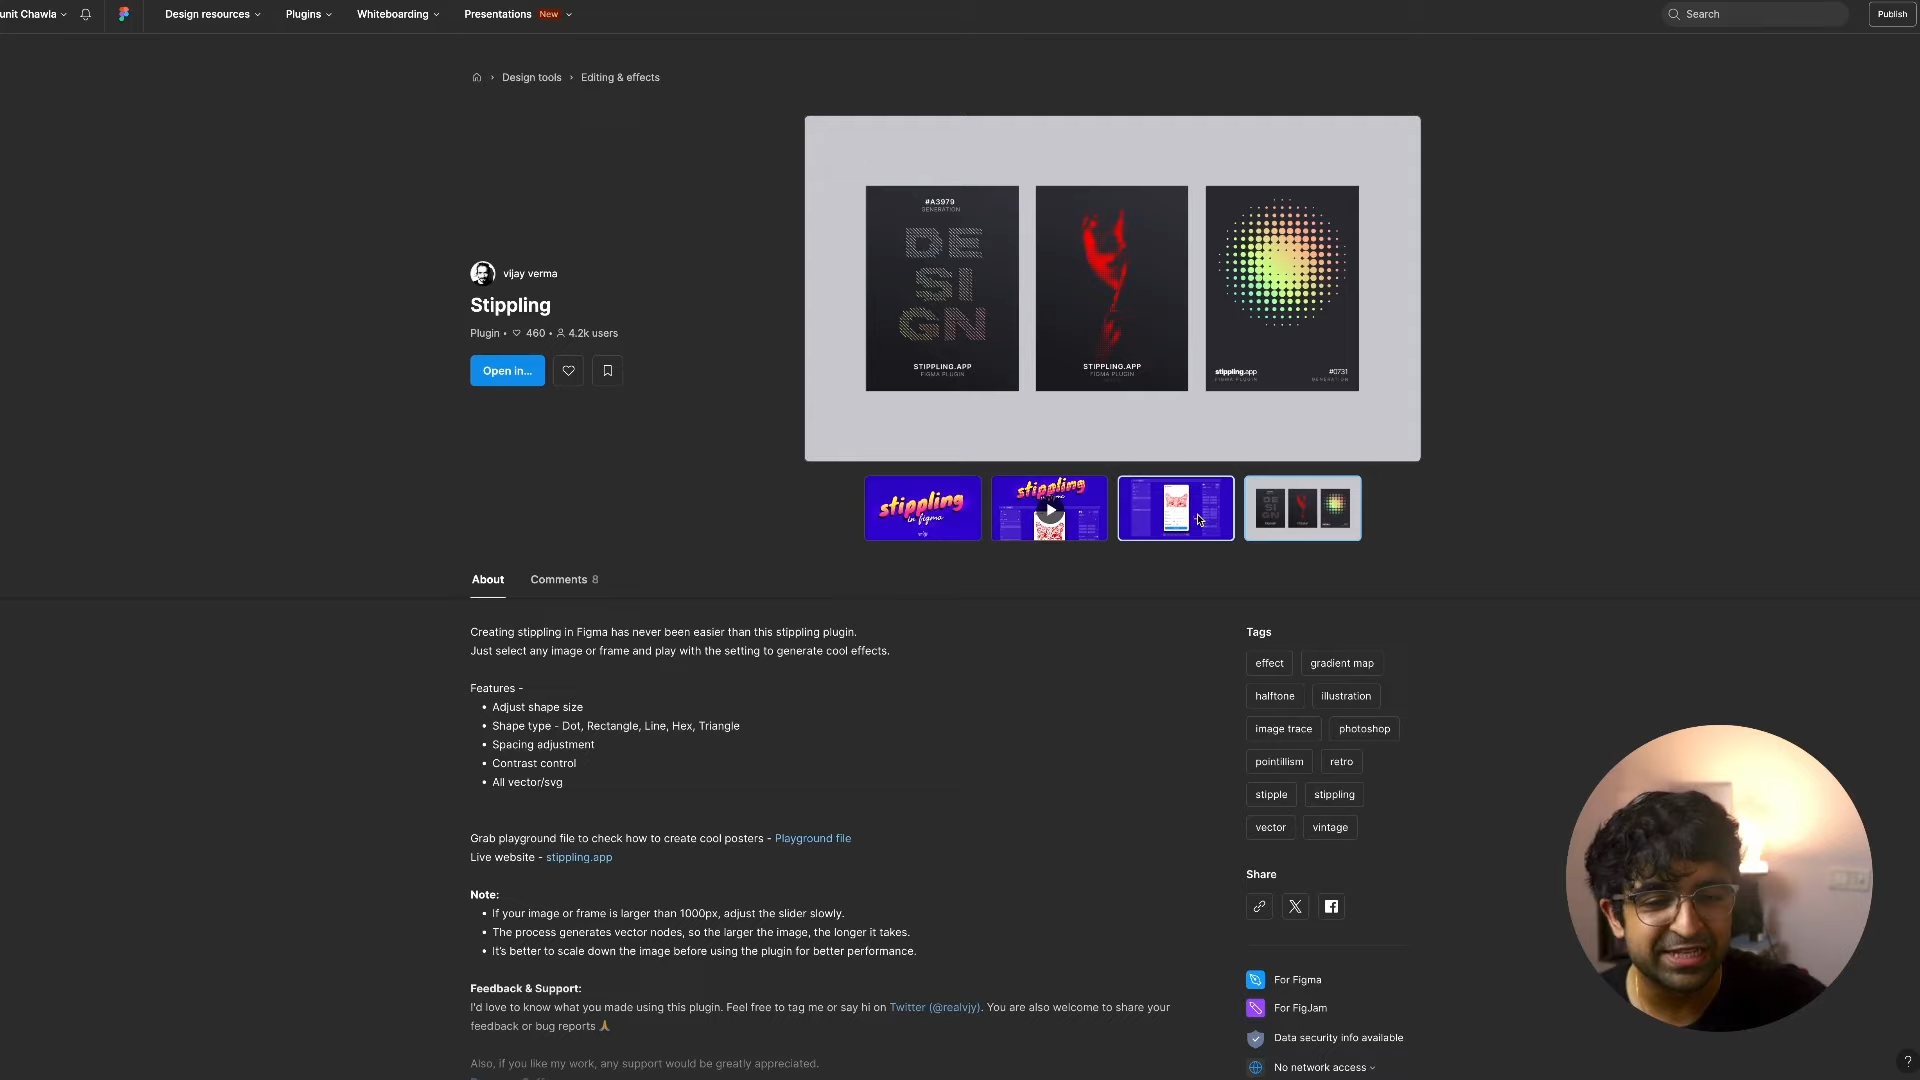 unit Chawla
Design resources
Plugins
Whiteboarding
Presentations New
Search
Publish
Design tools
Editing & effects
vijay verma
Stippling
Plugin • 460 • 4.2k users
Open in...
#A3979
GENERATION
DE
SI
GN
STIPPLING.APP
FIGMA PLUGIN
STIPPLING.APP
FIGMA PLUGIN
stippling.app
FIGMA PLUGIN
#0731
GENERATION
stippling
in figma
stippling
About
Comments 8
Creating stippling in Figma has never been easier than this stippling plugin.
Just select any image or frame and play with the setting to generate cool effects.
Features -
• Adjust shape size
• Shape type - Dot, Rectangle, Line, Hex, Triangle
• Spacing adjustment
• Contrast control
• All vector/svg
Grab playground file to check how to create cool posters - Playground file
Live website - stippling.app
Note:
• If your image or frame is larger than 1000px, adjust the slider slowly.
• The process generates vector nodes, so the larger the image, the longer it takes.
• It's better to scale down the image before using the plugin for better performance.
Feedback & Support:
I'd love to know what you made using this plugin. Feel free to tag me or say hi on Twitter (@realvjy). You are also welcome to share your
feedback or bug reports 🙏
Also, if you like my work, any support would be greatly appreciated.
Tags
effect
gradient map
halftone
illustration
image trace
photoshop
pointillism
retro
stipple
stippling
vector
vintage
Share
For Figma
For FigJam
Data security info available
No network access
?